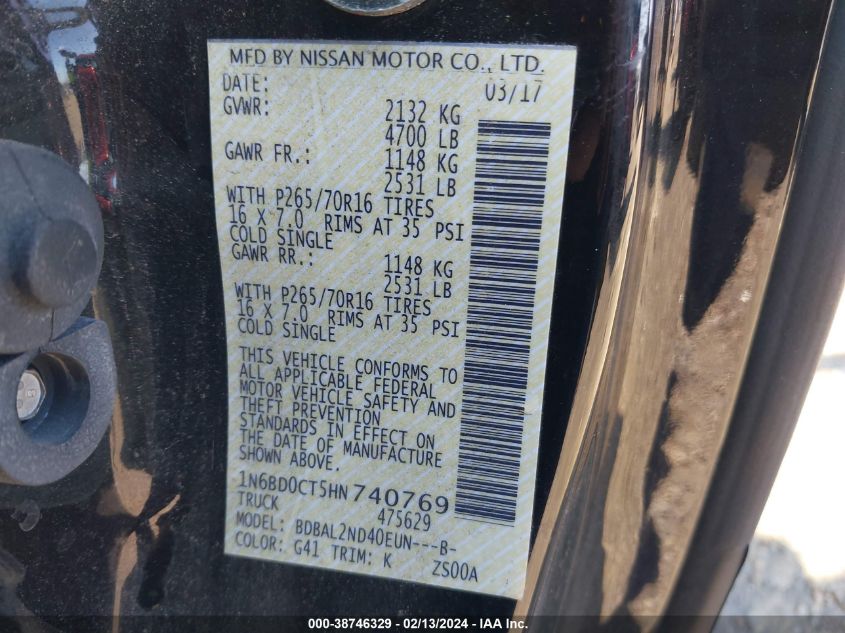 MFD BY NISSAN MOTOR CO., LTD.
DATE: 03/17
GVWR: 2132 KG
4700 LB
GAWR FR.: 1148 KG
2531 LB
WITH P265/70R16 TIRES
16 X 7.0 RIMS AT 35 PSI
COLD SINGLE
GAWR RR.: 1148 KG
2531 LB
WITH P265/70R16 TIRES
16 X 7.0 RIMS AT 35 PSI
COLD SINGLE
THIS VEHICLE CONFORMS TO
ALL APPLICABLE FEDERAL
MOTOR VEHICLE SAFETY AND
THEFT PREVENTION
STANDARDS IN EFFECT ON
THE DATE OF MANUFACTURE
SHOWN ABOVE.
1N6BD0CT5HN740769
TRUCK 475629
MODEL: BDBAL2ND40EUN---B-
COLOR: G41 TRIM: K ZS00A
000-38746329 - 02/13/2024 - IAA Inc.